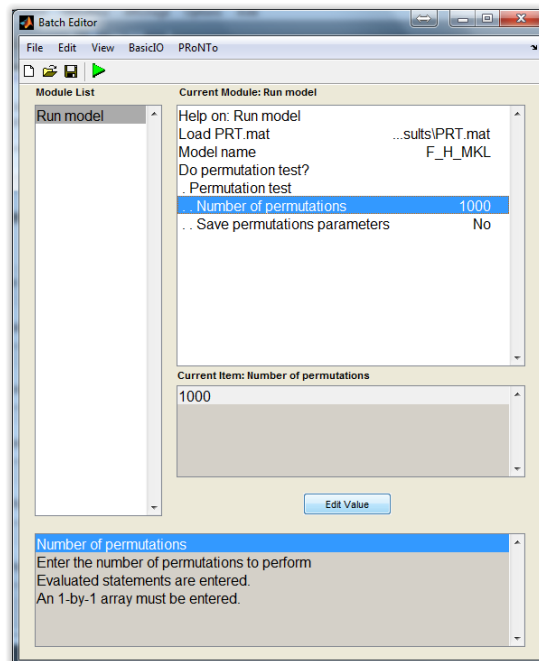 Batch Editor
File Edit View BasicIO PRoNTo
Module List
Run model
Current Module: Run model
Help on: Run model
Load PRT.mat ...sults\PRT.mat
Model name F_H_MKL
Do permutation test?
. Permutation test
. . Number of permutations 1000
. . Save permutations parameters No
Current Item: Number of permutations
1000
Edit Value
Number of permutations
Enter the number of permutations to perform
Evaluated statements are entered.
An 1-by-1 array must be entered.